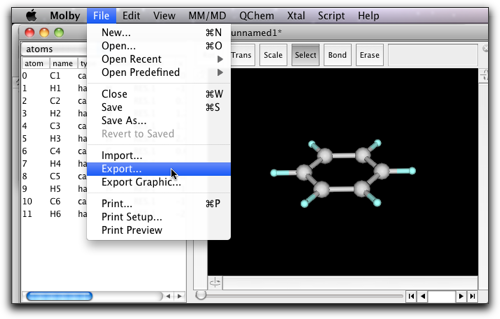 Molby File Edit View MM/MD QChem Xtal Script Help
unnamed1*
atoms
Trans Scale Select Bond Erase
atom name
0 C1 ca
1 H1 ha
2 C2 ca
3 H2 ha
4 C3 ca
5 H3 ha
6 C4 ca
7 H4 ha
8 C5 ca
9 H5 ha
10 C6 ca
11 H6 ha
New... ⌘N
Open... ⌘O
Open Recent ▶
Open Predefined ▶
Close ⌘W
Save ⌘S
Save As...
Revert to Saved
Import...
Export...
Export Graphic...
Print... ⌘P
Print Setup...
Print Preview